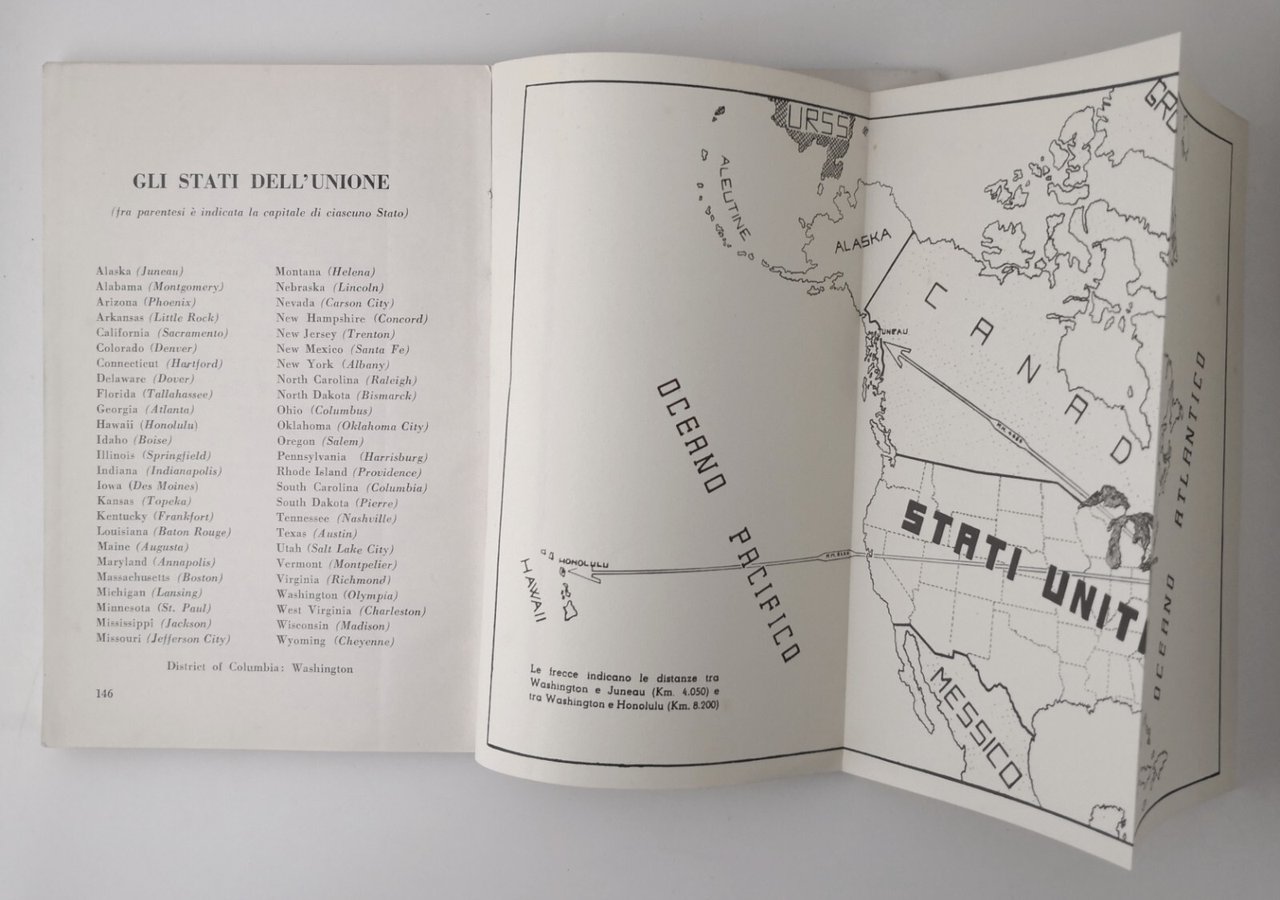 GLI STATI DELL'UNIONE
(fra parentesi è indicata la capitale di ciascuno Stato)
Alaska (Juneau)
Alabama (Montgomery)
Arizona (Phoenix)
Arkansas (Little Rock)
California (Sacramento)
Colorado (Denver)
Connecticut (Hartford)
Delaware (Dover)
Florida (Tallahassee)
Georgia (Atlanta)
Hawaii (Honolulu)
Idaho (Boise)
Illinois (Springfield)
Indiana (Indianapolis)
Iowa (Des Moines)
Kansas (Topeka)
Kentucky (Frankfort)
Louisiana (Baton Rouge)
Maine (Augusta)
Maryland (Annapolis)
Massachusetts (Boston)
Michigan (Lansing)
Minnesota (St. Paul)
Mississippi (Jackson)
Missouri (Jefferson City)
Montana (Helena)
Nebraska (Lincoln)
Nevada (Carson City)
New Hampshire (Concord)
New Jersey (Trenton)
New Mexico (Santa Fe)
New York (Albany)
North Carolina (Raleigh)
North Dakota (Bismarck)
Ohio (Columbus)
Oklahoma (Oklahoma City)
Oregon (Salem)
Pennsylvania (Harrisburg)
Rhode Island (Providence)
South Carolina (Columbia)
South Dakota (Pierre)
Tennessee (Nashville)
Texas (Austin)
Utah (Salt Lake City)
Vermont (Montpelier)
Virginia (Richmond)
Washington (Olympia)
West Virginia (Charleston)
Wisconsin (Madison)
Wyoming (Cheyenne)
District of Columbia: Washington
146
URSS
ALEUTINE
ALASKA
GRO
CANAD
JUNEAU
OCEANO PACIFICO
STATI UNIT
HONOLULU
HAWAII
MESSICO
OCEANO ATLANTICO
Le frecce indicano le distanze tra
Washington e Juneau (Km. 4.050) e
tra Washington e Honolulu (Km. 8.200)